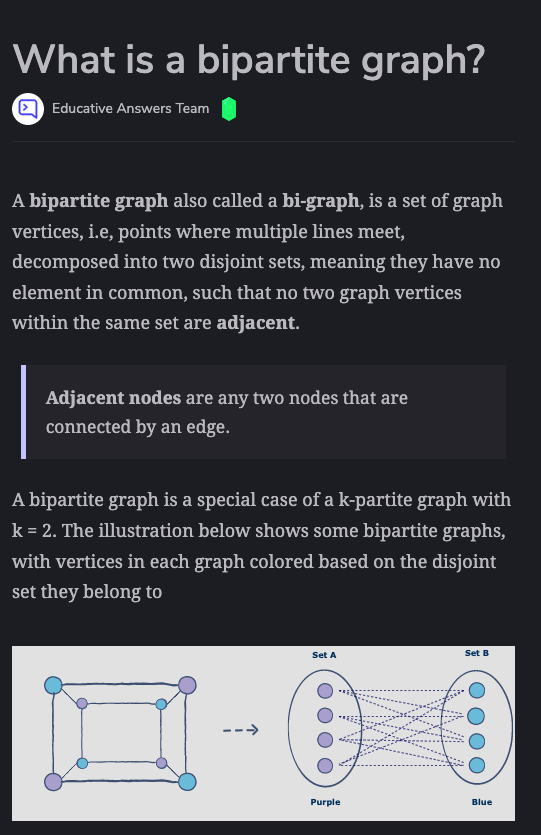 What is a bipartite graph?
Educative Answers Team
A bipartite graph also called a bi-graph, is a set of graph
vertices, i.e, points where multiple lines meet,
decomposed into two disjoint sets, meaning they have no
element in common, such that no two graph vertices
within the same set are adjacent.
Adjacent nodes are any two nodes that are
connected by an edge.
A bipartite graph is a special case of a k-partite graph with
k = 2. The illustration below shows some bipartite graphs,
with vertices in each graph colored based on the disjoint
set they belong to
Set A
Set B
Purple
Blue